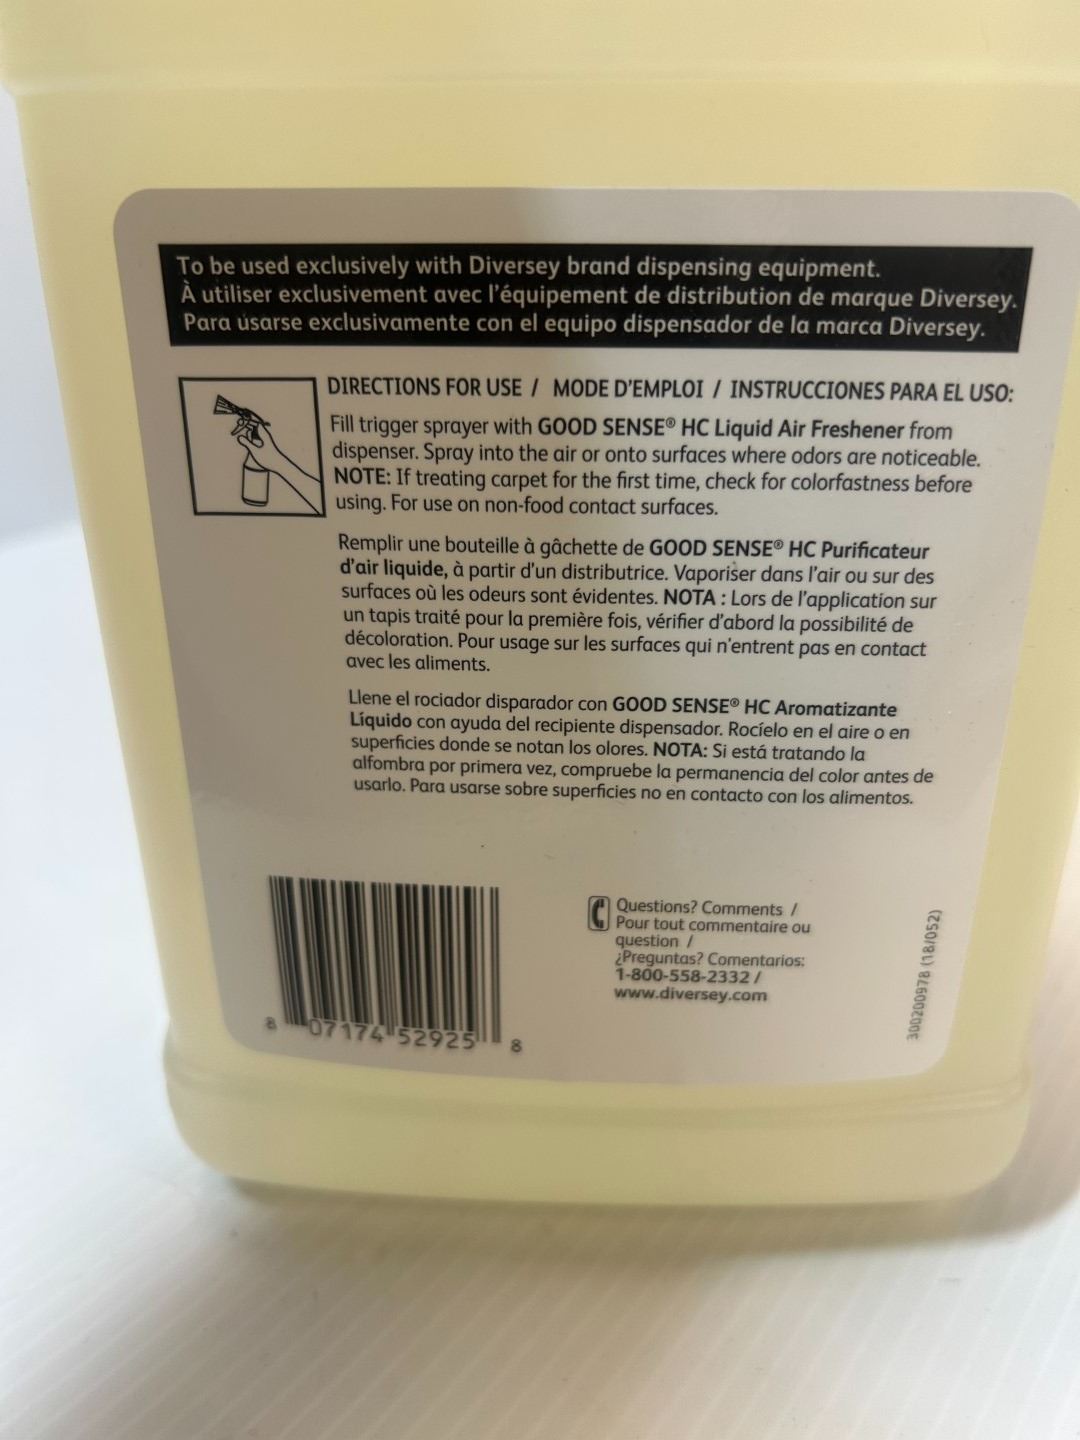 To be used exclusively with Diversey brand dispensing equipment.
À utiliser exclusivement avec l'équipement de distribution de marque Diversey.
Para usarse exclusivamente con el equipo dispensador de la marca Diversey.
DIRECTIONS FOR USE / MODE D'EMPLOI / INSTRUCCIONES PARA EL USO:
Fill trigger sprayer with GOOD SENSE® HC Liquid Air Freshener from
dispenser. Spray into the air or onto surfaces where odors are noticeable.
NOTE: If treating carpet for the first time, check for colorfastness before
using. For use on non-food contact surfaces.
Remplir une bouteille à gâchette de GOOD SENSE® HC Purificateur
d'air liquide, à partir d'un distributrice. Vaporiser dans l'air ou sur des
surfaces où les odeurs sont évidentes. NOTA : Lors de l'application sur
un tapis traité pour la première fois, vérifier d'abord la possibilité de
décoloration. Pour usage sur les surfaces qui n'entrent pas en contact
avec les aliments.
Llene el rociador disparador con GOOD SENSE® HC Aromatizante
Líquido con ayuda del recipiente dispensador. Rocíelo en el aire o en
superficies donde se notan los olores. NOTA: Si está tratando la
alfombra por primera vez, compruebe la permanencia del color antes de
usarlo. Para usarse sobre superficies no en contacto con los alimentos.
8 07174 52925 8
Questions? Comments /
Pour tout commentaire ou
question /
¿Preguntas? Comentarios:
1-800-558-2332 /
www.diversey.com
300200978 (18/052)